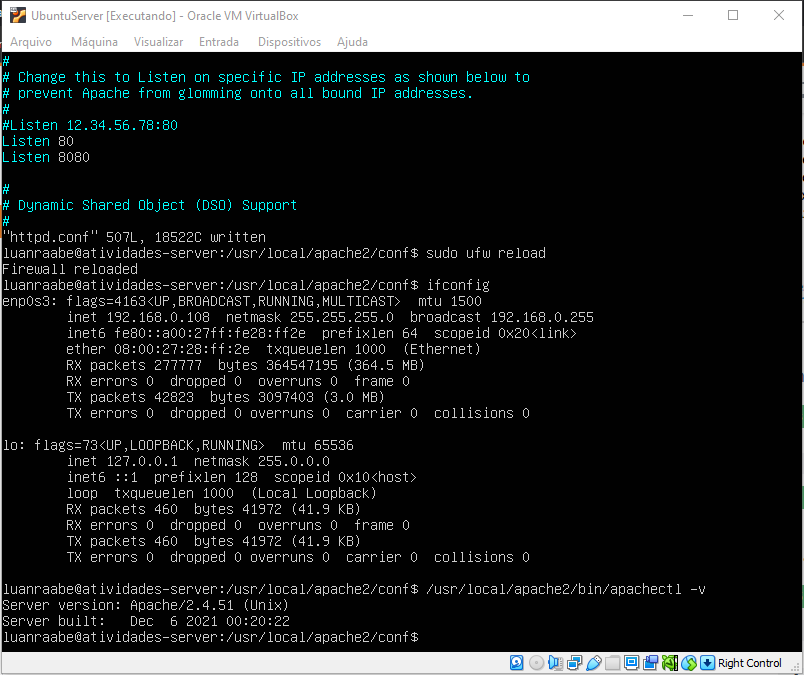 UbuntuServer [Executando] - Oracle VM VirtualBox
Arquivo Máquina Visualizar Entrada Dispositivos Ajuda
#
# Change this to Listen on specific IP addresses as shown below to
# prevent Apache from glomming onto all bound IP addresses.
#
#Listen 12.34.56.78:80
Listen 80
Listen 8080
#
# Dynamic Shared Object (DSO) Support
#
"httpd.conf" 507L, 18522C written
luanraabe@atividades-server:/usr/local/apache2/conf$ sudo ufw reload
Firewall reloaded
luanraabe@atividades-server:/usr/local/apache2/conf$ ifconfig
enp0s3: flags=4163<UP,BROADCAST,RUNNING,MULTICAST>  mtu 1500
        inet 192.168.0.108  netmask 255.255.255.0  broadcast 192.168.0.255
        inet6 fe80::a00:27ff:fe28:ff2e  prefixlen 64  scopeid 0x20<link>
        ether 08:00:27:28:ff:2e  txqueuelen 1000  (Ethernet)
        RX packets 277777  bytes 364547195 (364.5 MB)
        RX errors 0  dropped 0  overruns 0  frame 0
        TX packets 42823  bytes 3097403 (3.0 MB)
        TX errors 0  dropped 0 overruns 0  carrier 0  collisions 0
lo: flags=73<UP,LOOPBACK,RUNNING>  mtu 65536
        inet 127.0.0.1  netmask 255.0.0.0
        inet6 ::1  prefixlen 128  scopeid 0x10<host>
        loop  txqueuelen 1000  (Local Loopback)
        RX packets 460  bytes 41972 (41.9 KB)
        RX errors 0  dropped 0  overruns 0  frame 0
        TX packets 460  bytes 41972 (41.9 KB)
        TX errors 0  dropped 0 overruns 0  carrier 0  collisions 0
luanraabe@atividades-server:/usr/local/apache2/conf$ /usr/local/apache2/bin/apachectl -v
Server version: Apache/2.4.51 (Unix)
Server built:   Dec  6 2021 00:20:22
luanraabe@atividades-server:/usr/local/apache2/conf$
Right Control